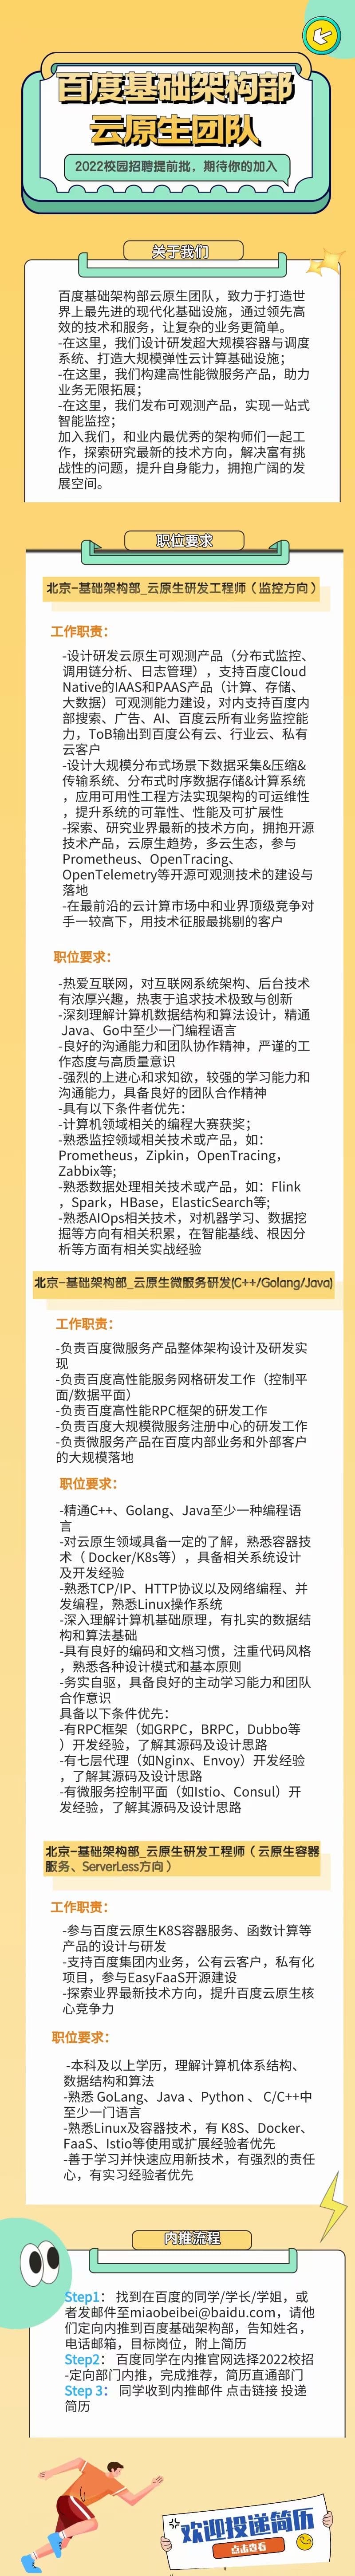 百度基础架构部
云原生团队
2022校园招聘提前批，期待你的加入
关于我们
百度基础架构部云原生团队，致力于打造世
界上最先进的现代化基础设施，通过领先高
效的技术和服务，让复杂的业务更简单。
-在这里，我们设计研发超大规模容器与调度
系统、打造大规模弹性云计算基础设施；
-在这里，我们构建高性能微服务产品，助力
业务无限拓展；
-在这里，我们发布可观测产品，实现一站式
智能监控；
加入我们，和业内最优秀的架构师们一起工
作，探索研究最新的技术方向，解决富有挑
战性的问题，提升自身能力，拥抱广阔的发
展空间。
职位要求
北京-基础架构部_云原生研发工程师（监控方向）
工作职责：
-设计研发云原生可观测产品（分布式监控、
调用链分析、日志管理），支持百度Cloud
Native的IAAS和PAAS产品（计算、存储、
大数据）可观测能力建设，对内支持百度内
部搜索、广告、AI、百度云所有业务监控能
力，ToB输出到百度公有云、行业云、私有
云客户
-设计大规模分布式场景下数据采集&压缩&
传输系统、分布式时序数据存储&计算系统
，应用可用性工程方法实现架构的可运维性
，提升系统的可靠性、性能及可扩展性
-探索、研究业界最新的技术方向，拥抱开源
技术产品，云原生趋势，多云生态，参与
Prometheus、OpenTracing、
OpenTelemetry等开源可观测技术的建设与
落地
-在最前沿的云计算市场中和业界顶级竞争对
手一较高下，用技术征服最挑剔的客户
职位要求：
-热爱互联网，对互联网系统架构、后台技术
有浓厚兴趣，热衷于追求技术极致与创新
-深刻理解计算机数据结构和算法设计，精通
Java、Go中至少一门编程语言
-良好的沟通能力和团队协作精神，严谨的工
作态度与高质量意识
-强烈的上进心和求知欲，较强的学习能力和
沟通能力，具备良好的团队合作精神
-具有以下条件者优先：
-计算机领域相关的编程大赛获奖；
-熟悉监控领域相关技术或产品，如：
Prometheus，Zipkin，OpenTracing，
Zabbix等;
-熟悉数据处理相关技术或产品，如：Flink
，Spark，HBase，ElasticSearch等;
-熟悉AIOps相关技术，对机器学习、数据挖
掘等方向有相关积累，在智能基线、根因分
析等方面有相关实战经验
北京-基础架构部_云原生微服务研发(C++/Golang/Java)
工作职责：
-负责百度微服务产品整体架构设计及研发实
现
-负责百度高性能服务网格研发工作（控制平
面/数据平面）
-负责百度高性能RPC框架的研发工作
-负责百度大规模微服务注册中心的研发工作
-负责微服务产品在百度内部业务和外部客户
的大规模落地
职位要求：
-精通C++、Golang、Java至少一种编程语
言
-对云原生领域具备一定的了解，熟悉容器技
术（ Docker/K8s等），具备相关系统设计
及开发经验
-熟悉TCP/IP、HTTP协议以及网络编程、并
发编程，熟悉Linux操作系统
-深入理解计算机基础原理，有扎实的数据结
构和算法基础
-具有良好的编码和文档习惯，注重代码风格
，熟悉各种设计模式和基本原则
-务实自驱，具备良好的主动学习能力和团队
合作意识
具备以下条件优先：
-有RPC框架（如GRPC，BRPC，Dubbo等
）开发经验，了解其源码及设计思路
-有七层代理（如Nginx、Envoy）开发经验
，了解其源码及设计思路
-有微服务控制平面（如Istio、Consul）开
发经验，了解其源码及设计思路
北京-基础架构部_云原生研发工程师（云原生容器
服务、ServerLess方向）
工作职责：
-参与百度云原生K8S容器服务、函数计算等
产品的设计与研发
-支持百度集团内业务，公有云客户，私有化
项目，参与EasyFaaS开源建设
-探索业界最新技术方向，提升百度云原生核
心竞争力
职位要求：
-本科及以上学历，理解计算机体系结构、
数据结构和算法
-熟悉 GoLang、Java 、Python 、 C/C++中
至少一门语言
-熟悉Linux及容器技术，有 K8S、Docker、
FaaS、Istio等使用或扩展经验者优先
-善于学习并快速应用新技术，有强烈的责任
心，有实习经验者优先
内推流程
Step1： 找到在百度的同学/学长/学姐，或
者发邮件至miaobeibei@baidu.com，请他
们定向内推到百度基础架构部，告知姓名，
电话邮箱，目标岗位，附上简历
Step2： 百度同学在内推官网选择2022校招
-定向部门内推，完成推荐，简历直通部门
Step 3： 同学收到内推邮件 点击链接 投递
简历
欢迎投递简历
点击查看